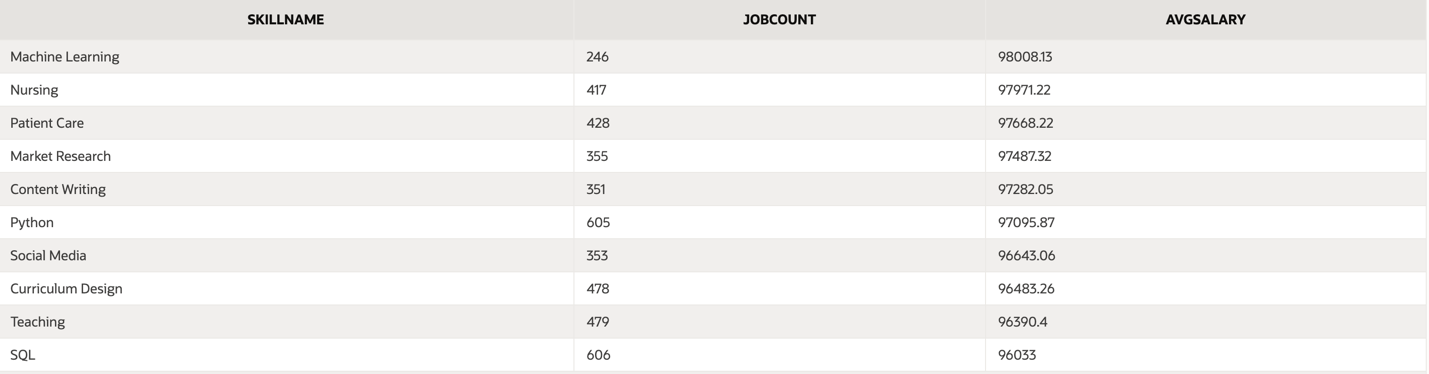 SKILLNAME JOBCOUNT AVGSALARY
Machine Learning 246 98008.13
Nursing 417 97971.22
Patient Care 428 97668.22
Market Research 355 97487.32
Content Writing 351 97282.05
Python 605 97095.87
Social Media 353 96643.06
Curriculum Design 478 96483.26
Teaching 479 96390.4
SQL 606 96033